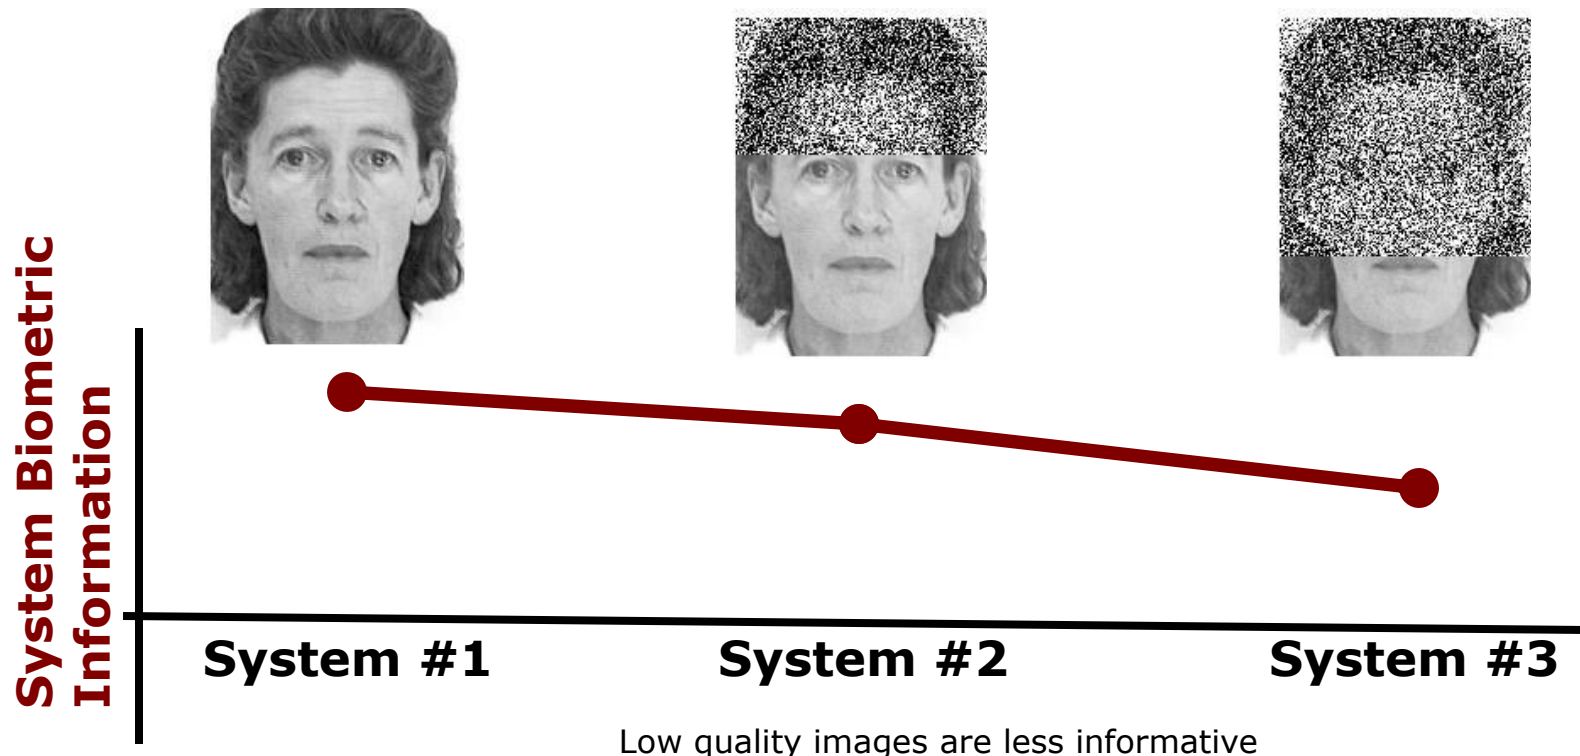 System Biometric
Information
System #1
System #2
System #3
Low quality images are less informative